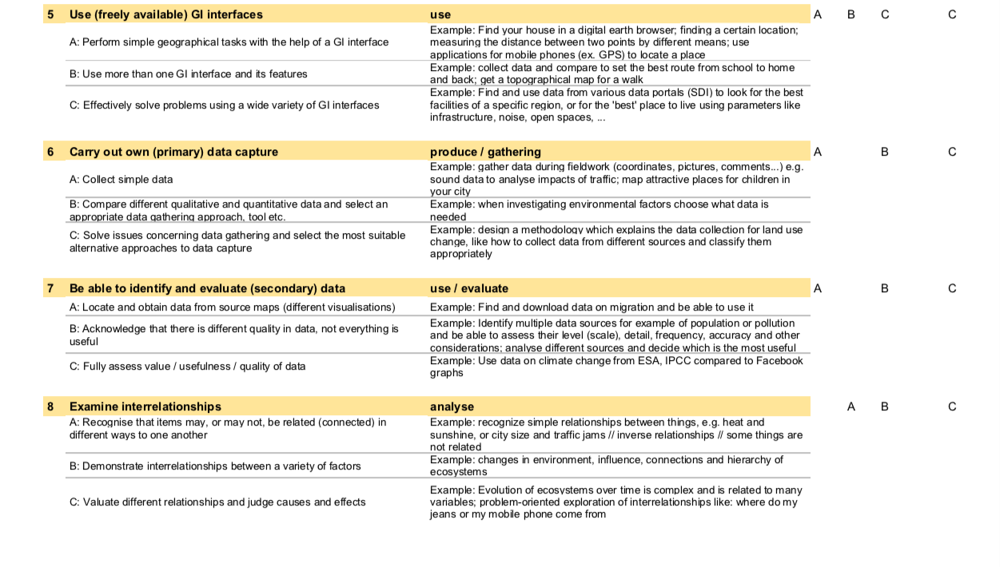 5 Use (freely available) GI interfaces use A B C C
A: Perform simple geographical tasks with the help of a GI interface
Example: Find your house in a digital earth browser; finding a certain location;
measuring the distance between two points by different means; use
applications for mobile phones (ex. GPS) to locate a place
B: Use more than one GI interface and its features
Example: collect data and compare to set the best route from school to home
and back; get a topographical map for a walk
C: Effectively solve problems using a wide variety of GI interfaces
Example: Find and use data from various data portals (SDI) to look for the best
facilities of a specific region, or for the 'best' place to live using parameters like
infrastructure, noise, open spaces, ...
6 Carry out own (primary) data capture produce / gathering A B C
A: Collect simple data
Example: gather data during fieldwork (coordinates, pictures, comments...) e.g.
sound data to analyse impacts of traffic; map attractive places for children in
your city
B: Compare different qualitative and quantitative data and select an
appropriate data gathering approach, tool etc.
Example: when investigating environmental factors choose what data is
needed
C: Solve issues concerning data gathering and select the most suitable
alternative approaches to data capture
Example: design a methodology which explains the data collection for land use
change, like how to collect data from different sources and classify them
appropriately
7 Be able to identify and evaluate (secondary) data use / evaluate A B C
A: Locate and obtain data from source maps (different visualisations)
Example: Find and download data on migration and be able to use it
B: Acknowledge that there is different quality in data, not everything is
useful
Example: Identify multiple data sources for example of population or pollution
and be able to assess their level (scale), detail, frequency, accuracy and other
considerations; analyse different sources and decide which is the most useful
C: Fully assess value / usefulness / quality of data
Example: Use data on climate change from ESA, IPCC compared to Facebook
graphs
8 Examine interrelationships analyse A B C
A: Recognise that items may, or may not, be related (connected) in
different ways to one another
Example: recognize simple relationships between things, e.g. heat and
sunshine, or city size and traffic jams // inverse relationships // some things are
not related
B: Demonstrate interrelationships between a variety of factors
Example: changes in environment, influence, connections and hierarchy of
ecosystems
C: Valuate different relationships and judge causes and effects
Example: Evolution of ecosystems over time is complex and is related to many
variables; problem-oriented exploration of interrelationships like: where do my
jeans or my mobile phone come from